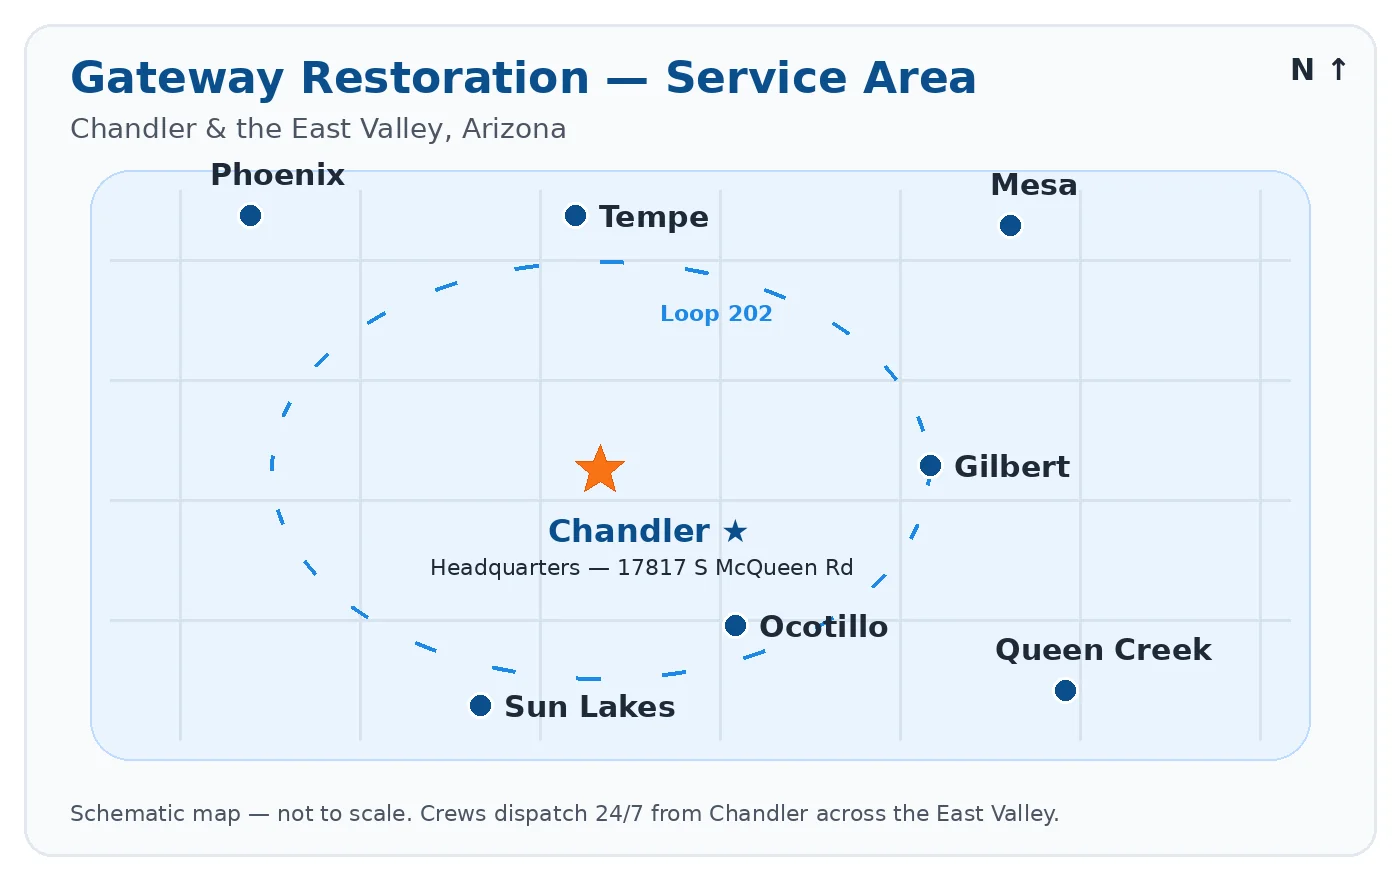 Gateway Restoration — Service Area
N ↑
Chandler & the East Valley, Arizona
Phoenix
Mesa
Tempe
Loop 202
Gilbert
Chandler ★
Headquarters — 17817 S McQueen Rd
Ocotillo
Queen Creek
Sun Lakes
Schematic map — not to scale. Crews dispatch 24/7 from Chandler across the East Valley.